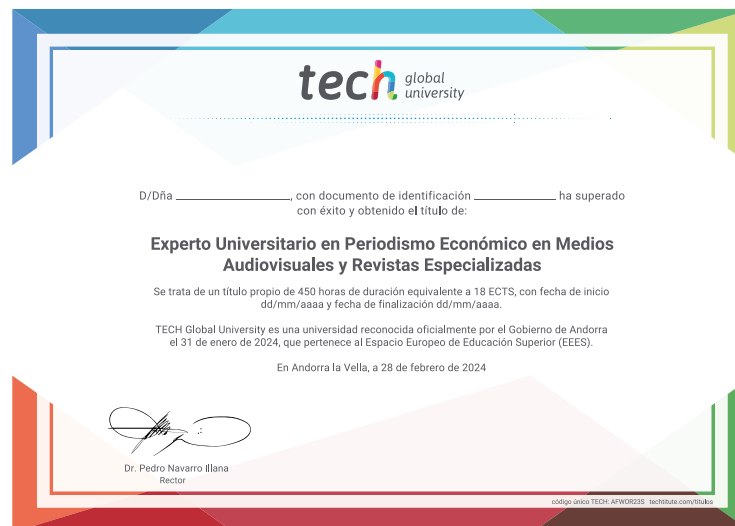 tech global
university
D/Dña ______________, con documento de identificación ______________ ha superado
con éxito y obtenido el título de:
Experto Universitario en Periodismo Económico en Medios
Audiovisuales y Revistas Especializadas
Se trata de un título propio de 450 horas de duración equivalente a 18 ECTS, con fecha de inicio
dd/mm/aaaa y fecha de finalización dd/mm/aaaa.
TECH Global University es una universidad reconocida oficialmente por el Gobierno de Andorra
el 31 de enero de 2024, que pertenece al Espacio Europeo de Educación Superior (EEES).
En Andorra la Vella, a 28 de febrero de 2024
Dr. Pedro Navarro Illana
Rector
código único TECH: AFWOR23S techtitute.com/titulos